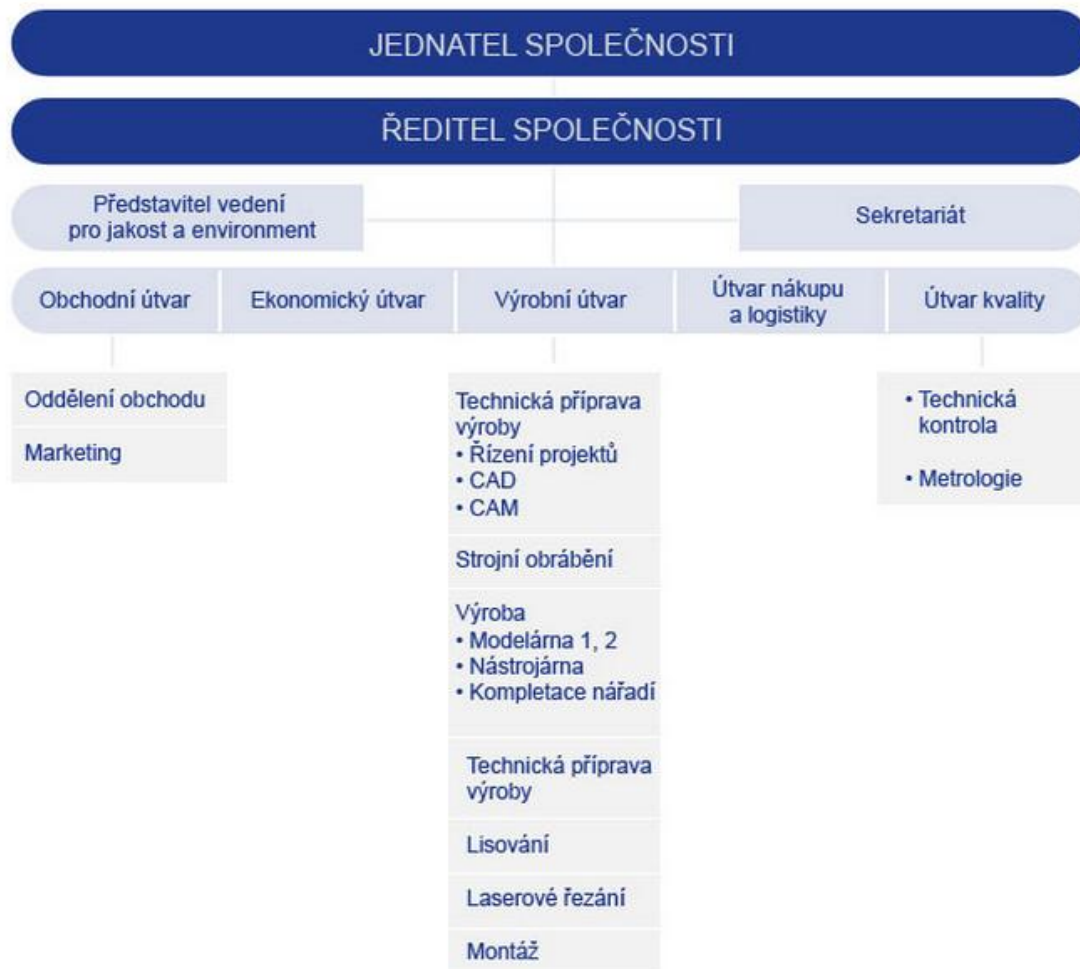 JEDNATEL SPOLEČNOSTI
ŘEDITEL SPOLEČNOSTI
Představitel vedení
pro jakost a environment
Sekretariát
Obchodní útvar
Ekonomický útvar
Výrobní útvar
Útvar nákupu
a logistiky
Útvar kvality
Oddělení obchodu
Marketing
Technická příprava
výroby
• Řízení projektů
• CAD
• CAM
Strojní obrábění
Výroba
• Modelárna 1, 2
• Nástrojárna
• Kompletace nářadí
Technická příprava
výroby
Lisování
Laserové řezání
Montáž
• Technická
kontrola
• Metrologie